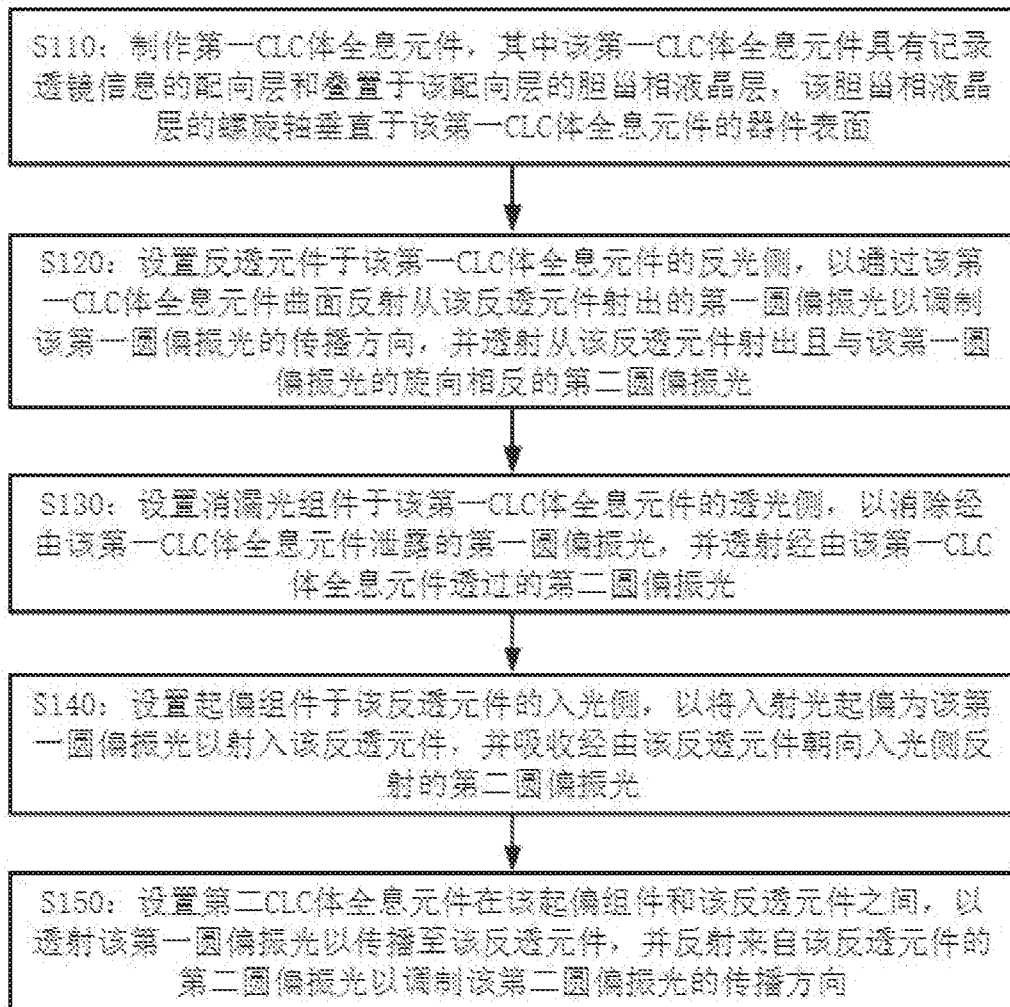 S110：制作第一CLC体全息元件，其中该第一CLC体全息元件具有记录
透镜信息的配向层和叠置于该配向层的胆甾相液晶层，该胆甾相液晶
层的螺旋轴垂直于该第一CLC体全息元件的器件表面
S120：设置反透元件于该第一CLC体全息元件的反光侧，以通过该第
一CLC体全息元件曲面反射从该反透元件射出的第一圆偏振光以调制
该第一圆偏振光的传播方向，并透射从该反透元件射出且与该第一圆
偏振光的旋向相反的第二圆偏振光
S130：设置消漏光组件于该第一CLC体全息元件的透光侧，以消除经
由该第一CLC体全息元件泄露的第一圆偏振光，并透射经由该第一CLC
体全息元件透过的第二圆偏振光
S140：设置起偏组件于该反透元件的入光侧，以将入射光起偏为该第
一圆偏振光以射入该反透元件，并吸收经由该反透元件朝向入光侧反
射的第二圆偏振光
S150：设置第二CLC体全息元件在该起偏组件和该反透元件之间，以
透射该第一圆偏振光以传播至该反透元件，并反射来自该反透元件的
第二圆偏振光以调制该第二圆偏振光的传播方向